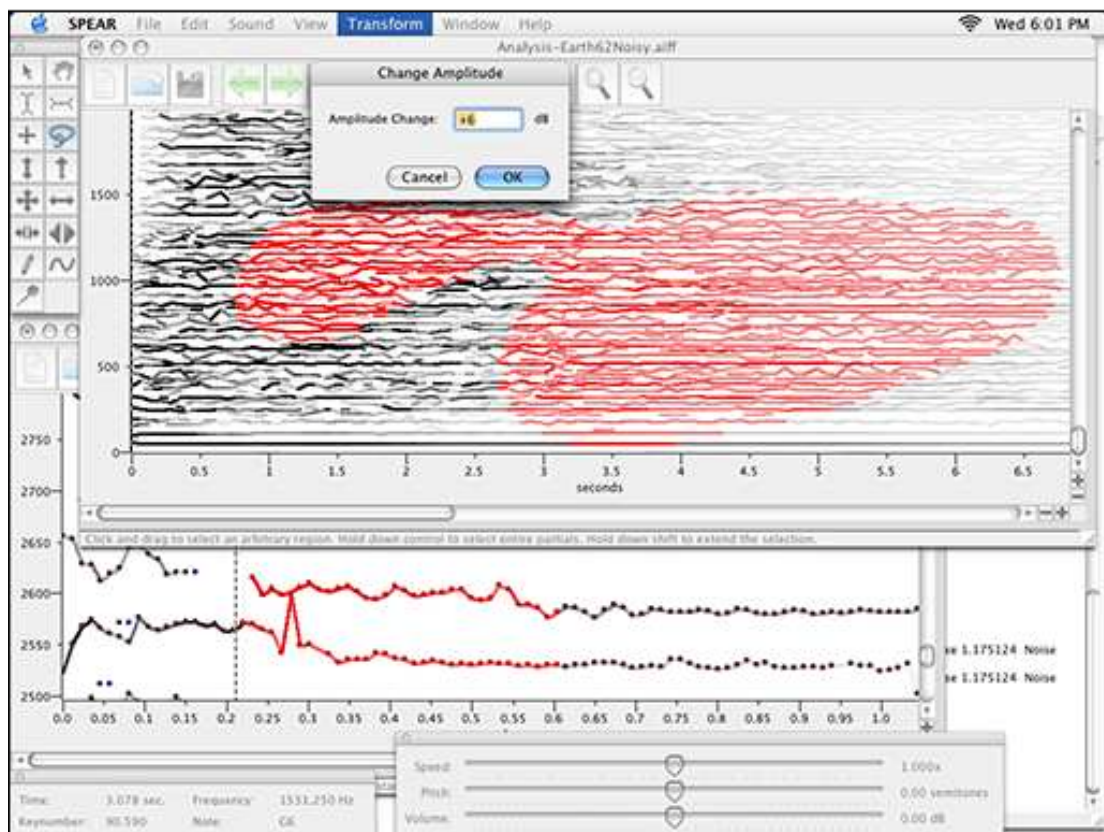 SPEAR File Edit Sound View Transform Window Help Wed 6:01 PM
Analysis-Earth62Noisy.aiff
Change Amplitude
Amplitude Change: +6 dB
Cancel OK
1500
1000
500
0
0 0.5 1 1.5 2 2.5 3 3.5 4 4.5 5 5.5 6 6.5
seconds
Click and drag to select an arbitrary region. Hold down control to select entire partials. Hold down shift to extend the selection.
2750
2700
2650
2600
2550
2500
0.0 0.05 0.1 0.15 0.2 0.25 0.3 0.35 0.4 0.45 0.5 0.55 0.6 0.65 0.7 0.75 0.8 0.85 0.9 0.95 1.0
se 1.175124 Noise
se 1.175124 Noise
Speed: 1.000x
Pitch: 0.00 semitones
Volume: 0.00 dB
Time: 3.078 sec. Frequency: 1531.250 Hz
Keynumber: 90.590 Note: G6